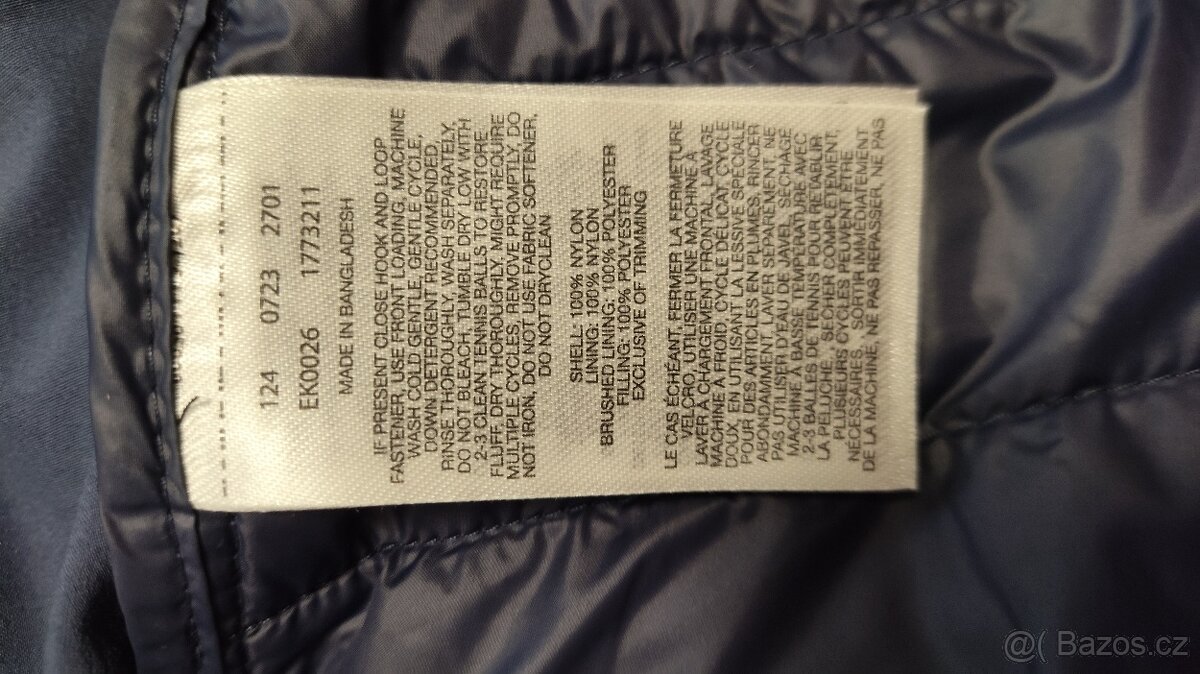 124 0723 2701
EK0026 17773211
MADE IN BANGLADESH
IF PRESENT CLOSE HOOK AND LOOP
FASTENER, USE FRONT LOADING, MACHINE
WASH COLD GENTLE, GENTLE CYCLE,
DOWN DETERGENT RECOMMENDED,
RINSE THOROUGHLY, WASH SEPARATELY,
DO NOT BLEACH, TUMBLE DRY LOW WITH
2-3 CLEAN TENNIS BALLS TO RESTORE
FLUFF, DRY THOROUGHLY, MIGHT REQUIRE
MULTIPLE CYCLES, REMOVE PROMPTLY, DO
NOT IRON, DO NOT USE FABRIC SOFTENER,
DO NOT DRYCLEAN
SHELL: 100% NYLON
LINING: 100% NYLON
BRUSHED LINING: 100% POLYESTER
FILLING: 100% POLYESTER
EXCLUSIVE OF TRIMMING
LE CAS ÉCHÉANT, FERMER LA FERMETURE
VELCRO, UTILISER UNE MACHINE À
LAVER À CHARGEMENT FRONTAL, LAVAGE
MACHINE À FROID, CYCLE DÉLICAT, CYCLE
DOUX, EN UTILISANT LA LESSIVE SPÉCIALE
POUR DES ARTICLES EN PLUMES, RINCER
ABONDAMMENT, LAVER SÉPARÉMENT, NE
PAS UTILISER D'EAU DE JAVEL, SÉCHAGE
MACHINE À BASSE TEMPÉRATURE AVEC
2-3 BALLES DE TENNIS POUR RÉTABLIR
LA PELUCHE, SÉCHER COMPLÈTEMENT,
PLUSIEURS CYCLES PEUVENT ÊTRE
NÉCESSAIRES, SORTIR IMMÉDIATEMENT
DE LA MACHINE, NE PAS REPASSER, NE PAS
@( Bazos.cz